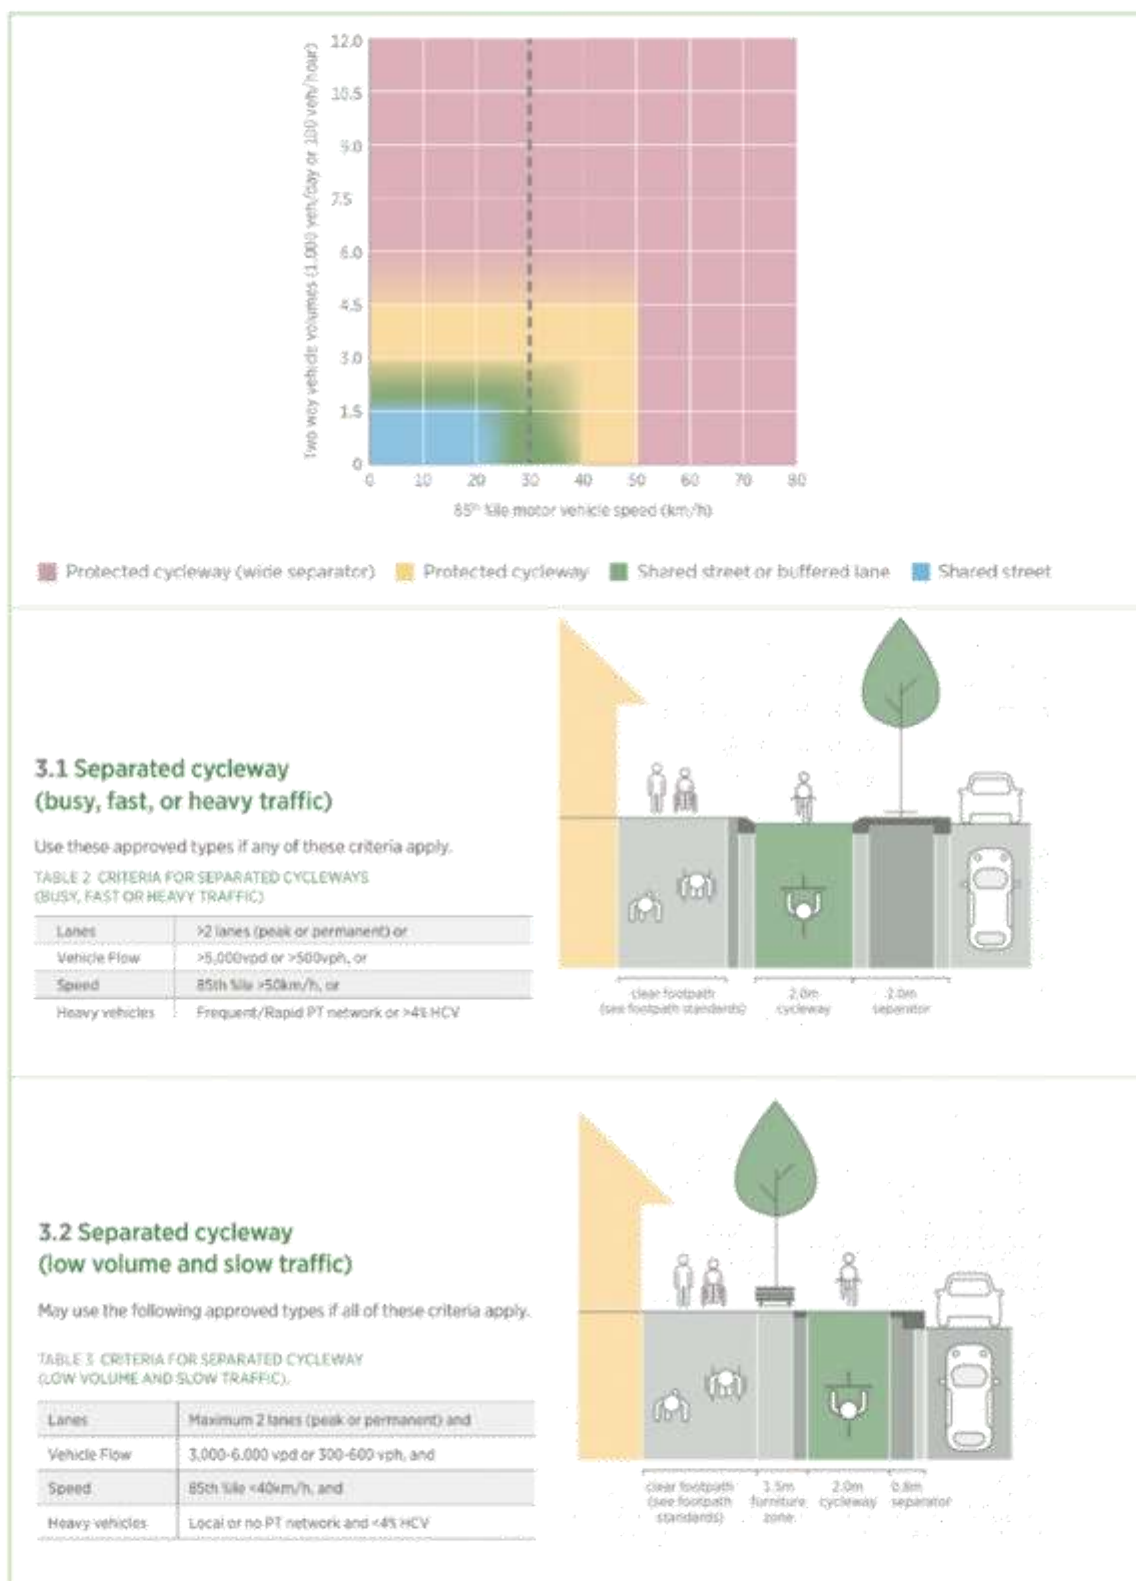 Two way vehicle volumes (1,000 veh/day or 100 veh/hour)
12.0
10.5
9.0
7.5
6.0
4.5
3.0
1.5
0
0 10 20 30 40 50 60 70 80
85th %ile motor vehicle speed (km/h)
Protected cycleway (wide separator) Protected cycleway Shared street or buffered lane Shared street
3.1 Separated cycleway
(busy, fast, or heavy traffic)
Use these approved types if any of these criteria apply.
TABLE 2 CRITERIA FOR SEPARATED CYCLEWAYS
(BUSY, FAST OR HEAVY TRAFFIC)
Lanes >2 lanes (peak or permanent) or
Vehicle Flow >5,000vpd or >500vph, or
Speed 85th %ile >50km/h, or
Heavy vehicles Frequent/Rapid PT network or >4% HCV
clear footpath
(see footpath standards)
2.0m
cycleway
2.0m
separator
3.2 Separated cycleway
(low volume and slow traffic)
May use the following approved types if all of these criteria apply.
TABLE 3 CRITERIA FOR SEPARATED CYCLEWAY
(LOW VOLUME AND SLOW TRAFFIC).
Lanes Maximum 2 lanes (peak or permanent) and
Vehicle Flow 3,000-6,000 vpd or 300-600 vph, and
Speed 85th %ile <40km/h, and
Heavy vehicles Local or no PT network and <4% HCV
clear footpath
(see footpath
standards)
1.5m
furniture
zone
2.0m
cycleway
0.8m
separator